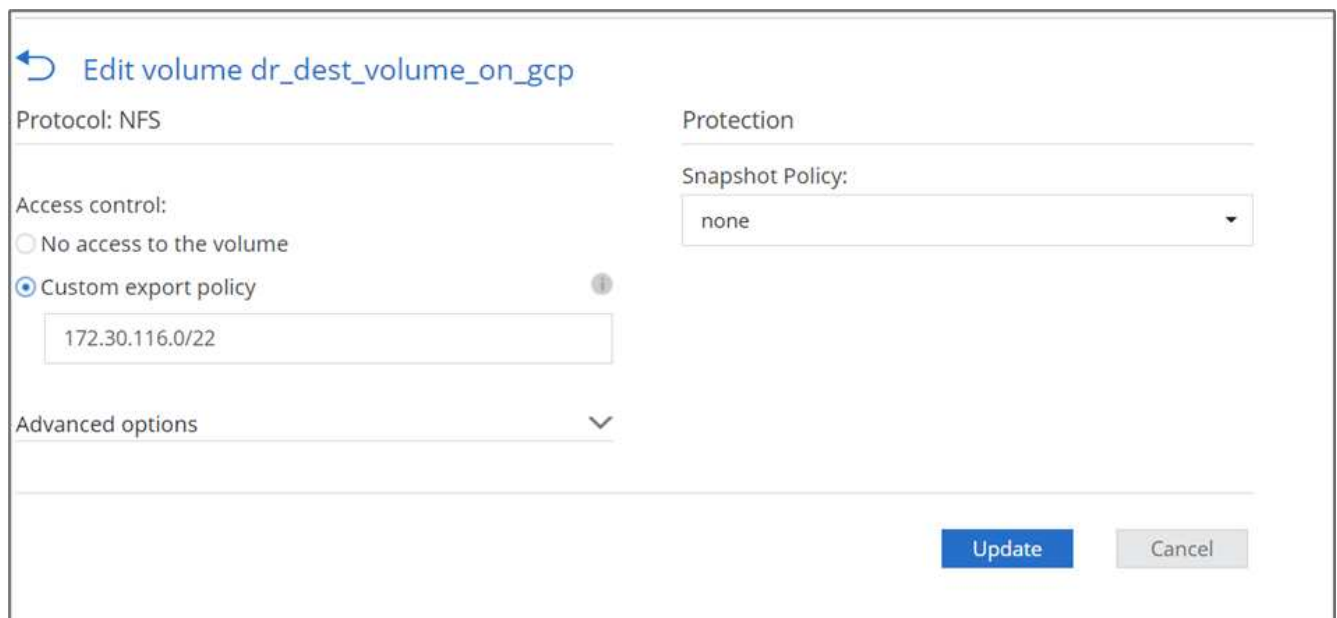 Edit volume dr_dest_volume_on_gcp
Protocol: NFS
Access control:
No access to the volume
Custom export policy
172.30.116.0/22
Advanced options
Protection
Snapshot Policy:
none
Update
Cancel